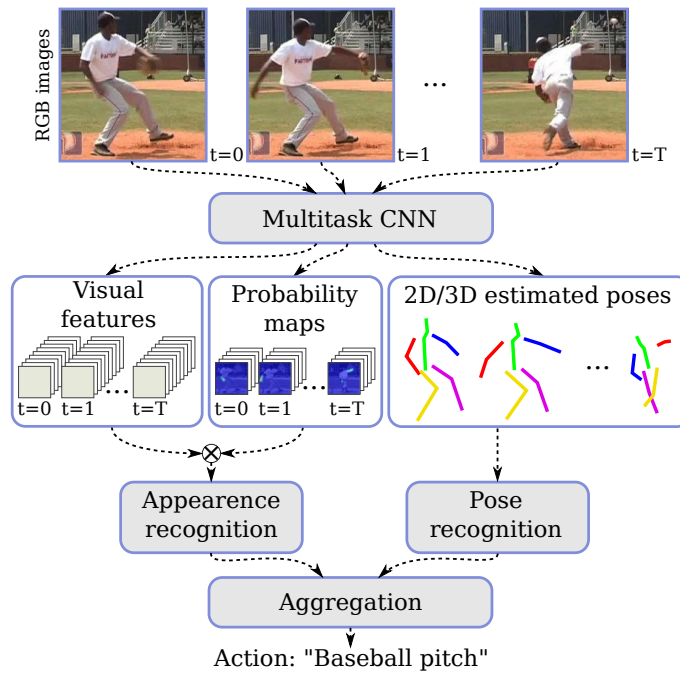 RGB images
t=0
t=1
...
t=T
Multitask CNN
Visual
features
t=0
t=1
...
t=T
Probability
maps
t=0
t=1
...
t=T
2D/3D estimated poses
...
Appearence
recognition
Pose
recognition
Aggregation
Action: "Baseball pitch"